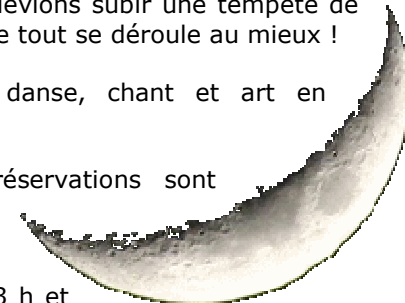 devions subir une tempête de
e tout se déroule au mieux !
danse, chant et art en
réservations sont
3 h et